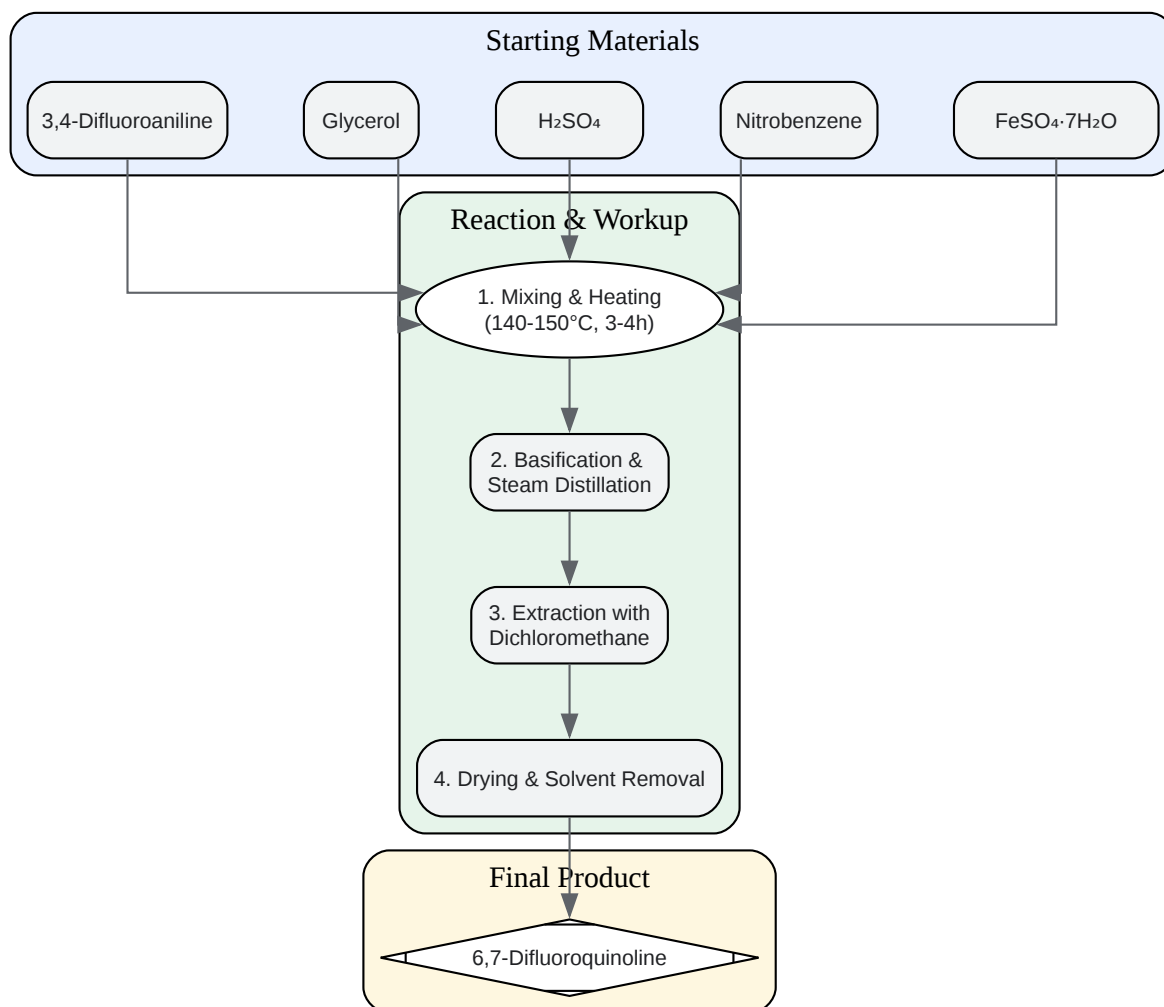 Starting Materials
3,4-Difluoroaniline
Glycerol
H₂SO₄
Nitrobenzene
FeSO₄·7H₂O
Reaction & Workup
1. Mixing & Heating
(140-150°C, 3-4h)
2. Basification &
Steam Distillation
3. Extraction with
Dichloromethane
4. Drying & Solvent Removal
Final Product
6,7-Difluoroquinoline